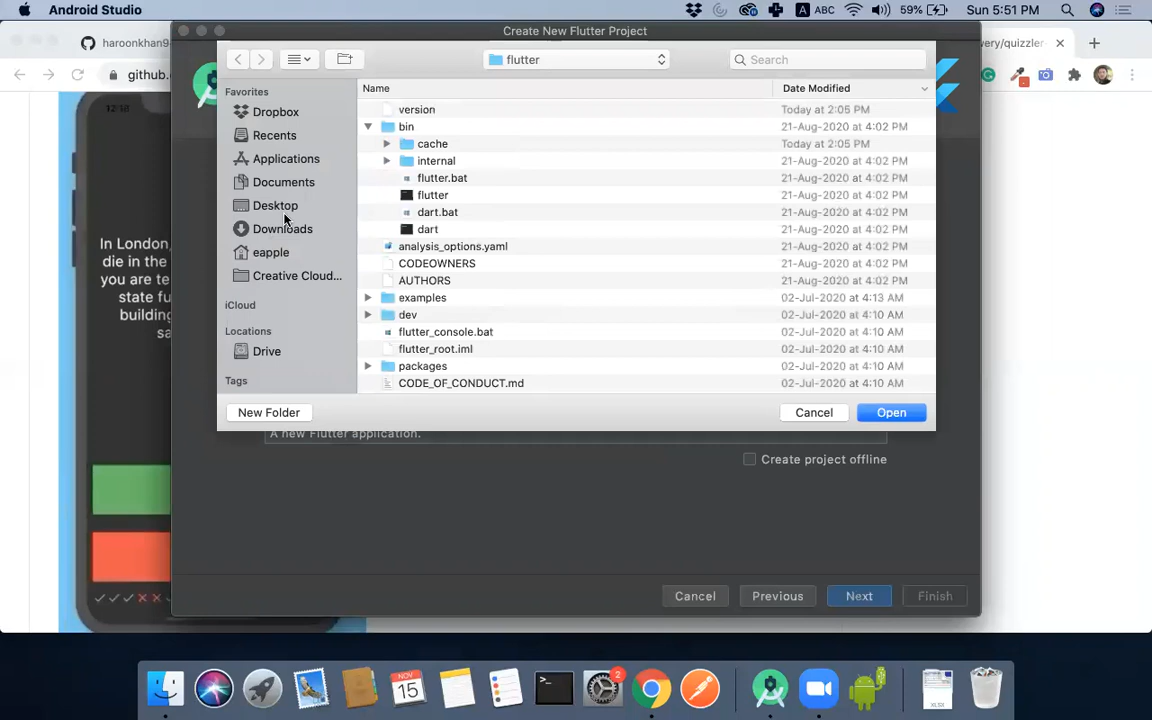 Android Studio
ABC
59%
Sun 5:51 PM
haroonkhan9
Create New Flutter Project
wery/quizzler-
github.
flutter
Search
Name
Date Modified
Favorites
Dropbox
Recents
Applications
Documents
Desktop
Downloads
eapple
Creative Cloud...
iCloud
Locations
Drive
Tags
version
Today at 2:05 PM
bin
21-Aug-2020 at 4:02 PM
cache
Today at 2:05 PM
internal
21-Aug-2020 at 4:02 PM
flutter.bat
21-Aug-2020 at 4:02 PM
flutter
21-Aug-2020 at 4:02 PM
dart.bat
21-Aug-2020 at 4:02 PM
dart
21-Aug-2020 at 4:02 PM
analysis_options.yaml
21-Aug-2020 at 4:02 PM
CODEOWNERS
21-Aug-2020 at 4:02 PM
AUTHORS
21-Aug-2020 at 4:02 PM
examples
02-Jul-2020 at 4:13 AM
dev
02-Jul-2020 at 4:10 AM
flutter_console.bat
02-Jul-2020 at 4:10 AM
flutter_root.iml
02-Jul-2020 at 4:10 AM
packages
02-Jul-2020 at 4:10 AM
CODE_OF_CONDUCT.md
02-Jul-2020 at 4:10 AM
New Folder
Cancel
Open
A new Flutter application.
Create project offline
Cancel
Previous
Next
Finish
12:18
In London,
die in the
you are te
state fu
building
sa
NOV
15
2
XLSX